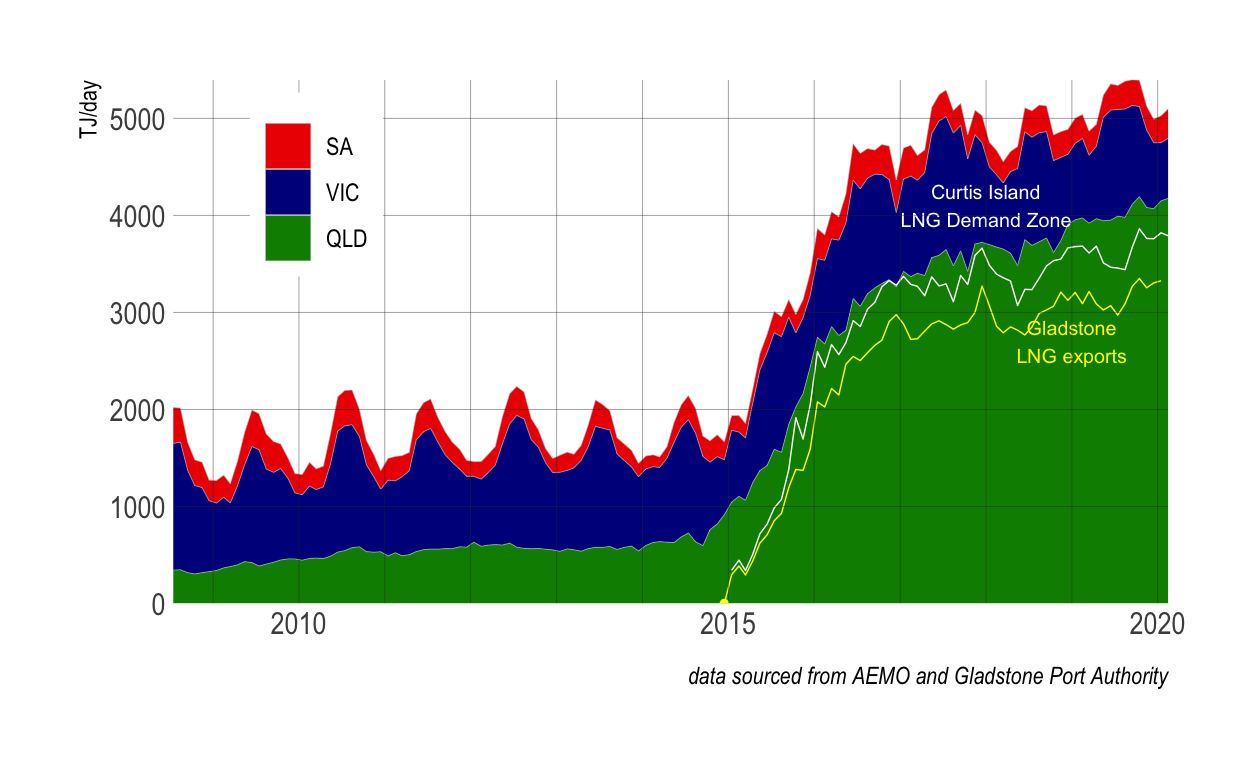 TJ/day
5000
4000
3000
2000
1000
0
SA
VIC
QLD
Curtis Island
LNG Demand Zone
Gladstone
LNG exports
2010
2015
2020
data sourced from AEMO and Gladstone Port Authority